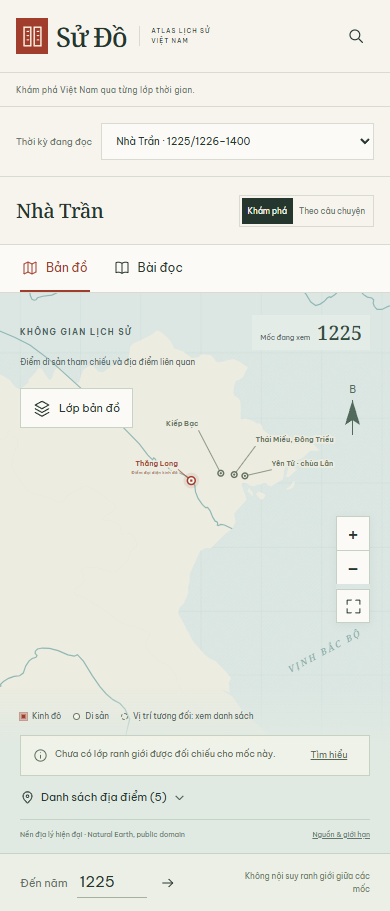 Sử Đồ
ATLAS LỊCH SỬ
VIỆT NAM
Khám phá Việt Nam qua từng lớp thời gian.
Thời kỳ đang đọc
Nhà Trần · 1225/1226–1400
Nhà Trần
Khám phá
Theo câu chuyện
Bản đồ
Bài đọc
KHÔNG GIAN LỊCH SỬ
Mốc đang xem 1225
Điểm di sản tham chiếu và địa điểm liên quan
Lớp bản đồ
B
Kiếp Bạc
Thái Miếu, Đông Triều
Thăng Long
Điểm đại diện kinh đô
Yên Tử · chùa Lân
+
−
VỊNH BẮC BỘ
Kinh đô
Di sản
Vị trí tương đối: xem danh sách
Chưa có lớp ranh giới được đối chiếu cho mốc này.
Tìm hiểu
Danh sách địa điểm (5)
Nền địa lý hiện đại · Natural Earth, public domain
Nguồn & giới hạn
Đến năm
1225
Không nội suy ranh giới giữa các
mốc